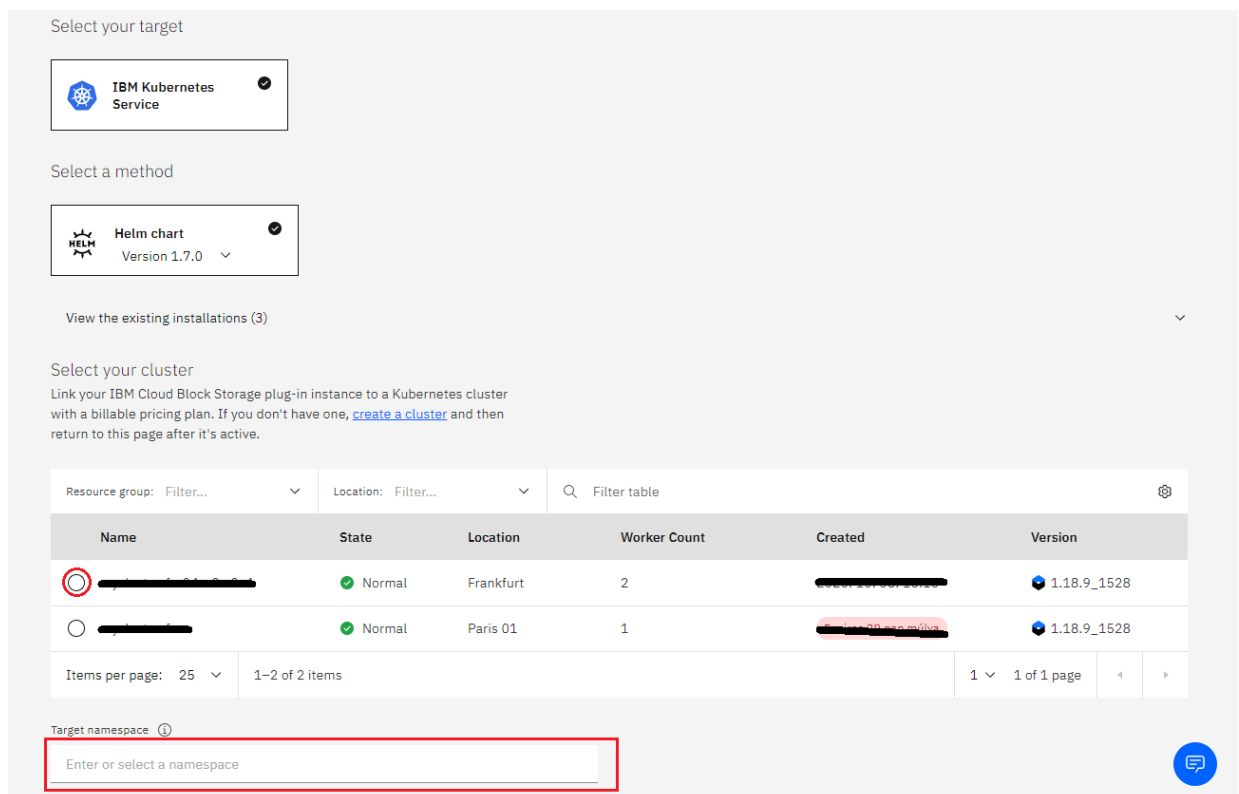 Select your target
IBM Kubernetes
Service
Select a method
HELM
Helm chart
Version 1.7.0
View the existing installations (3)
Select your cluster
Link your IBM Cloud Block Storage plug-in instance to a Kubernetes cluster
with a billable pricing plan. If you don't have one, create a cluster and then
return to this page after it's active.
Resource group: Filter... Location: Filter... Filter table
Name State Location Worker Count Created Version
Normal Frankfurt 2 1.18.9_1528
Normal Paris 01 1 1.18.9_1528
Items per page: 25 1–2 of 2 items 1 1 of 1 page
Target namespace
Enter or select a namespace